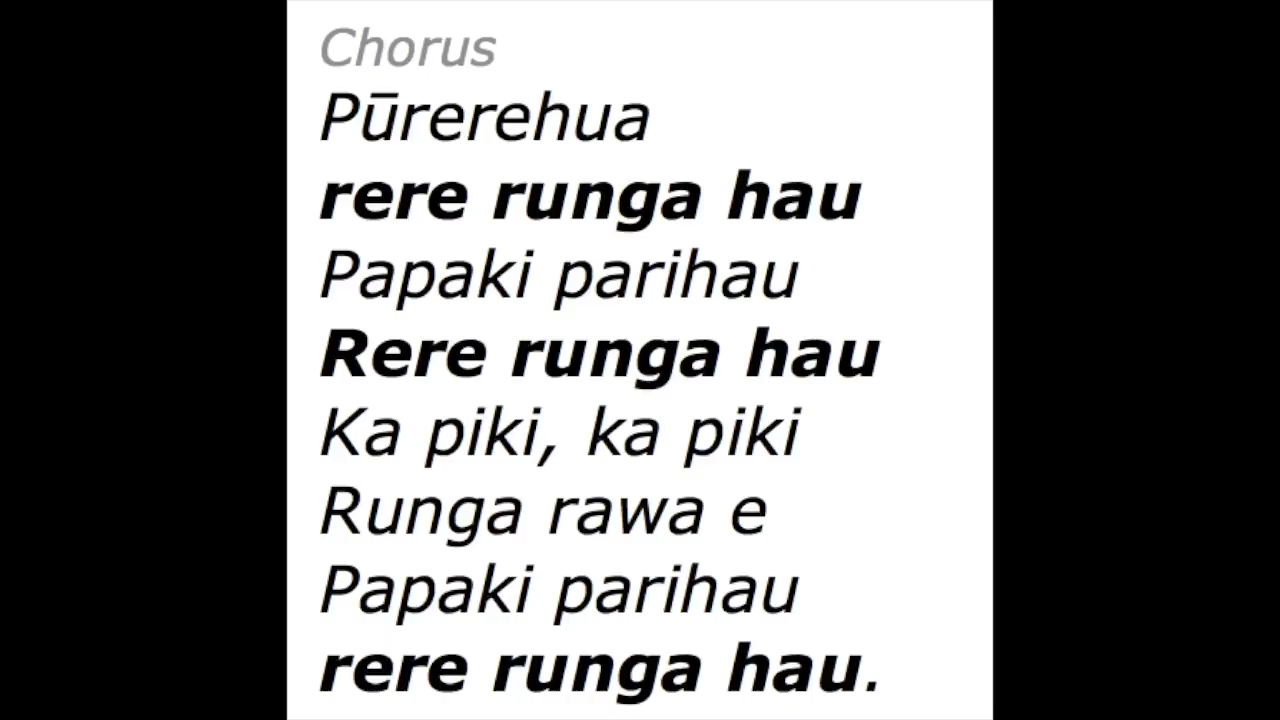 Chorus
Pūrerehua
rere runga hau
Papaki parihau
Rere runga hau
Ka piki, ka piki
Runga rawa e
Papaki parihau
rere runga hau.